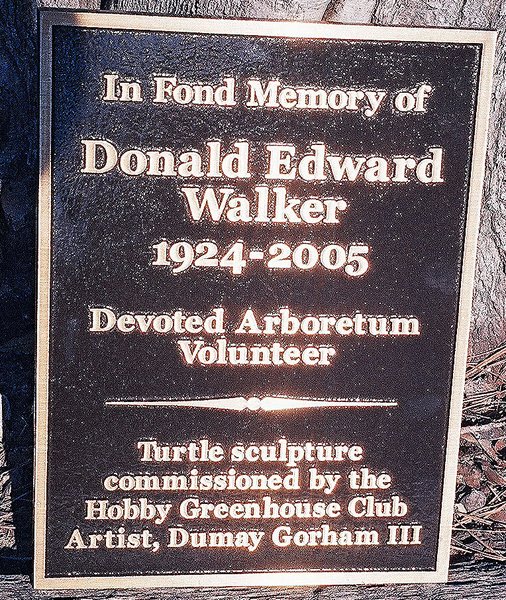 In Fond Memory of
Donald Edward
Walker
1924-2005
Devoted Arboretum
Volunteer
Turtle sculpture
commissioned by the
Hobby Greenhouse Club
Artist, Dumay Gorham III